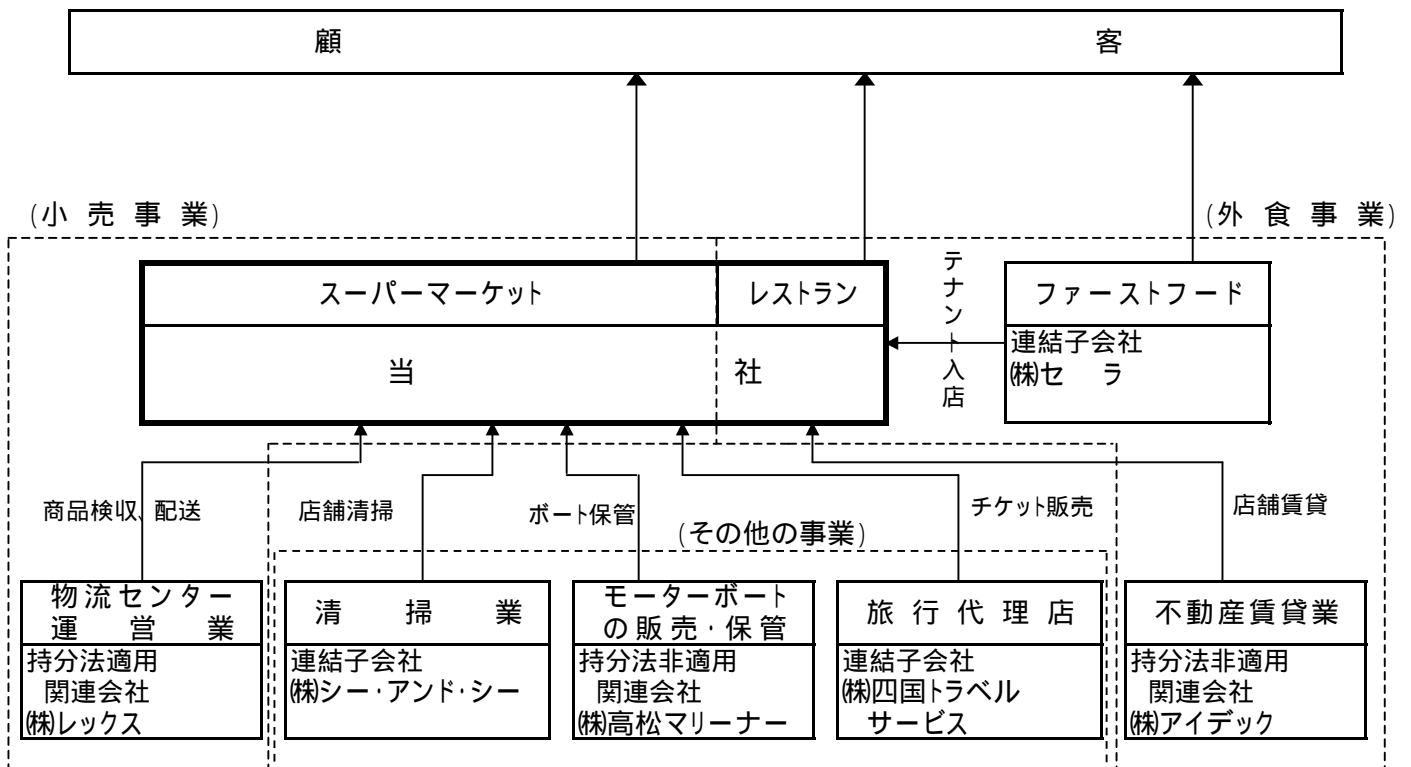 顧客
(小売事業)
(外食事業)
スーパーマーケット
レストラン
テナント入店
ファーストフード
当社
連結子会社
㈱セラ
商品検収、配送
店舗清掃
ボート保管
チケット販売
店舗賃貸
(その他の事業)
物流センター
運営業
持分法適用
関連会社
㈱レックス
清掃業
連結子会社
㈱シー・アンド・シー
モーターボート
の販売・保管
持分法非適用
関連会社
㈱高松マリーナー
旅行代理店
連結子会社
㈱四国トラベル
サービス
不動産賃貸業
持分法非適用
関連会社
㈱アイデック